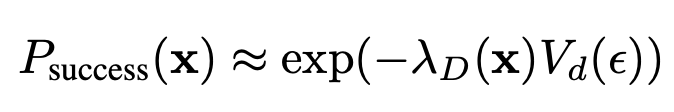 P_success(𝐱) ≈ exp(−λ_D(𝐱)V_d(ϵ))